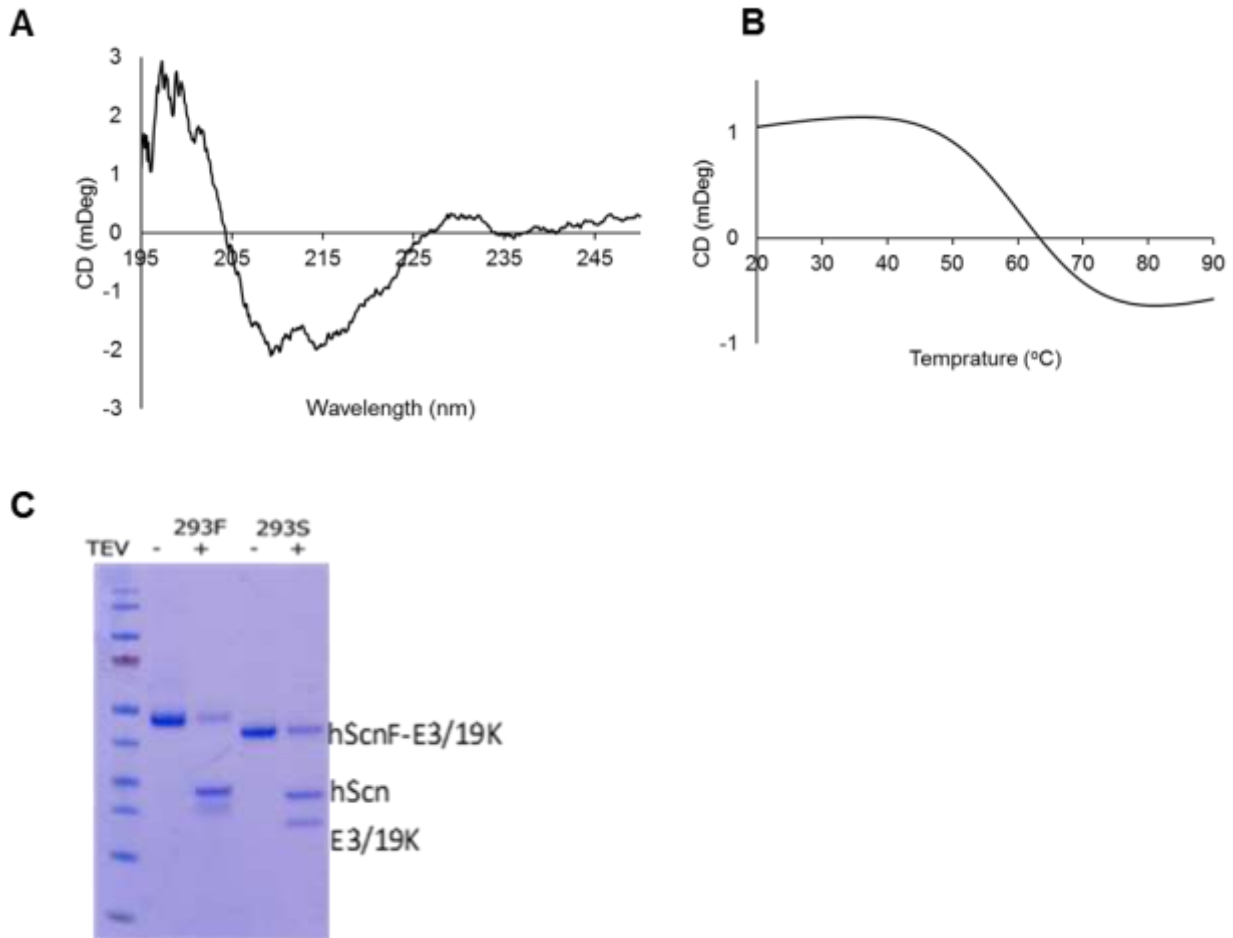 A
3
2
1
0
-1
-2
-3
CD (mDeg)
195 205 215 225 235 245
Wavelength (nm)
B
1
0
-1
CD (mDeg)
20 30 40 50 60 70 80 90
Temprature (ºC)
C
293F 293S
TEV - + - +
hScnF-E3/19K
hScn
E3/19K